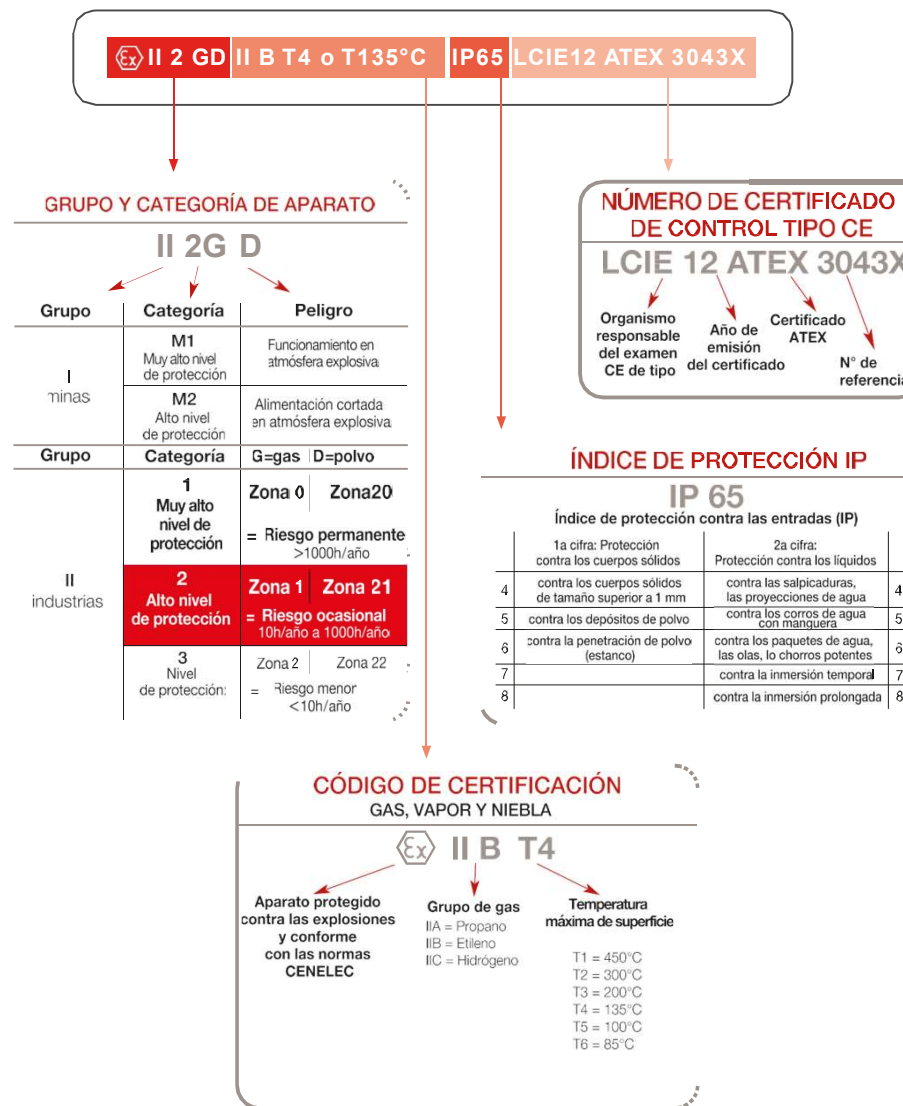 Ex II 2 GD II B T4 o T135°C IP65 LCIE12 ATEX 3043X
GRUPO Y CATEGORÍA DE APARATO
II 2G D
Grupo Categoría Peligro
I
minas
M1
Muy alto nivel
de protección
Funcionamiento en
atmósfera explosiva
M2
Alto nivel
de protección
Alimentación cortada
en atmósfera explosiva
Grupo Categoría G=gas D=polvo
II
industrias
1
Muy alto
nivel de
protección
Zona 0 Zona20
= Riesgo permanente
>1000h/año
2
Alto nivel
de protección
Zona 1 Zona 21
= Riesgo ocasional
10h/año a 1000h/año
3
Nivel
de protección:
Zona 2 Zona 22
= Riesgo menor
<10h/año
NÚMERO DE CERTIFICADO
DE CONTROL TIPO CE
LCIE 12 ATEX 3043X
Organismo
responsable
del examen
CE de tipo
Año de
emisión
del certificado
Certificado
ATEX
N° de
referencia
ÍNDICE DE PROTECCIÓN IP
IP 65
Índice de protección contra las entradas (IP)
1a cifra: Protección
contra los cuerpos sólidos
2a cifra:
Protección contra los líquidos
4 contra los cuerpos sólidos
de tamaño superior a 1 mm
contra las salpicaduras,
las proyecciones de agua 4
5 contra los depósitos de polvo
contra los corros de agua
con manguera 5
6 contra la penetración de polvo
(estanco)
contra los paquetes de agua,
las olas, lo chorros potentes 6
7 contra la inmersión temporal 7
8 contra la inmersión prolongada 8
CÓDIGO DE CERTIFICACIÓN
GAS, VAPOR Y NIEBLA
Ex II B T4
Aparato protegido
contra las explosiones
y conforme
con las normas
CENELEC
Grupo de gas
IIA = Propano
IIB = Etileno
IIC = Hidrógeno
Temperatura
máxima de superficie
T1 = 450°C
T2 = 300°C
T3 = 200°C
T4 = 135°C
T5 = 100°C
T6 = 85°C